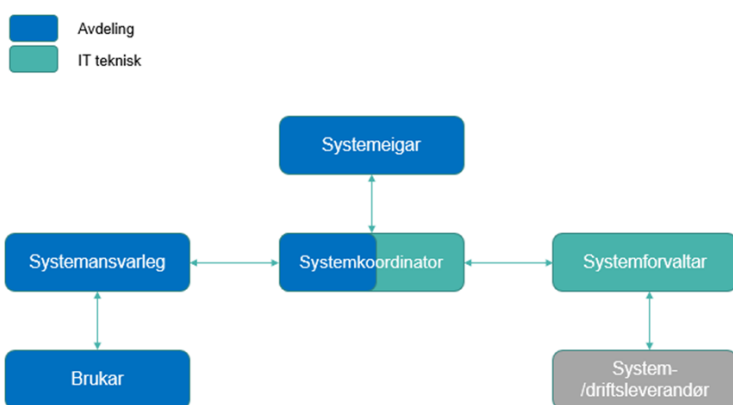 Avdeling
IT teknisk
Systemeigar
Systemansvarleg
Systemkoordinator
Systemforvaltar
Brukar
System-
/driftsleverandør